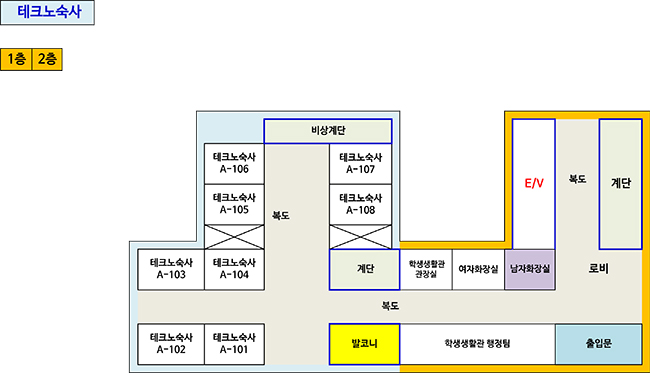 테크노숙사
1층 2층
비상계단
테크노숙사
A-106
테크노숙사
A-107
E/V
복도
계단
테크노숙사
A-105
복도
테크노숙사
A-108
테크노숙사
A-103
테크노숙사
A-104
계단
학생생활관
관장실
여자화장실
남자화장실
로비
복도
테크노숙사
A-102
테크노숙사
A-101
발코니
학생생활관 행정팀
출입문